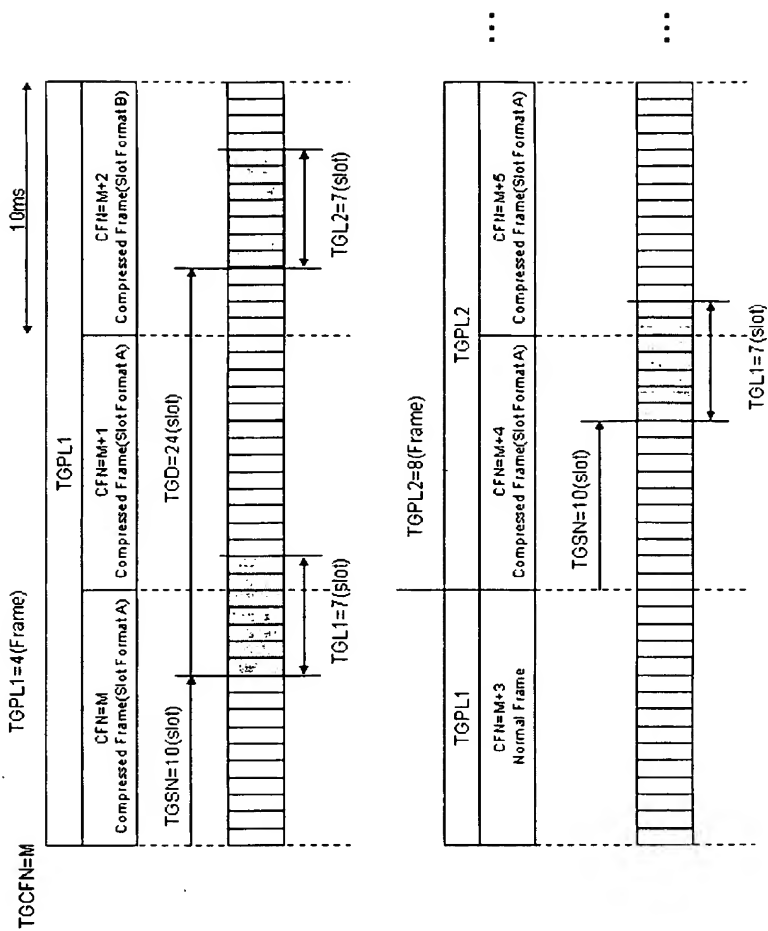 TGCFN=M
TGPL1=4(Frame)
10ms
TGPL1
CFN=M
Compressed Frame(Slot Format A)
CFN=M+1
Compressed Frame(Slot Format A)
CFN=M+2
Compressed Frame(Slot Format B)
TGSN=10(slot)
TGD=24(slot)
TGL1=7(slot)
TGL2=7(slot)
TGPL2=8(Frame)
TGPL1
TGPL2
CFN=M+3
Normal Frame
CFN=M+4
Compressed Frame(Slot Format A)
CFN=M+5
Compressed Frame(Slot Format A)
TGSN=10(slot)
TGL1=7(slot)
...
...